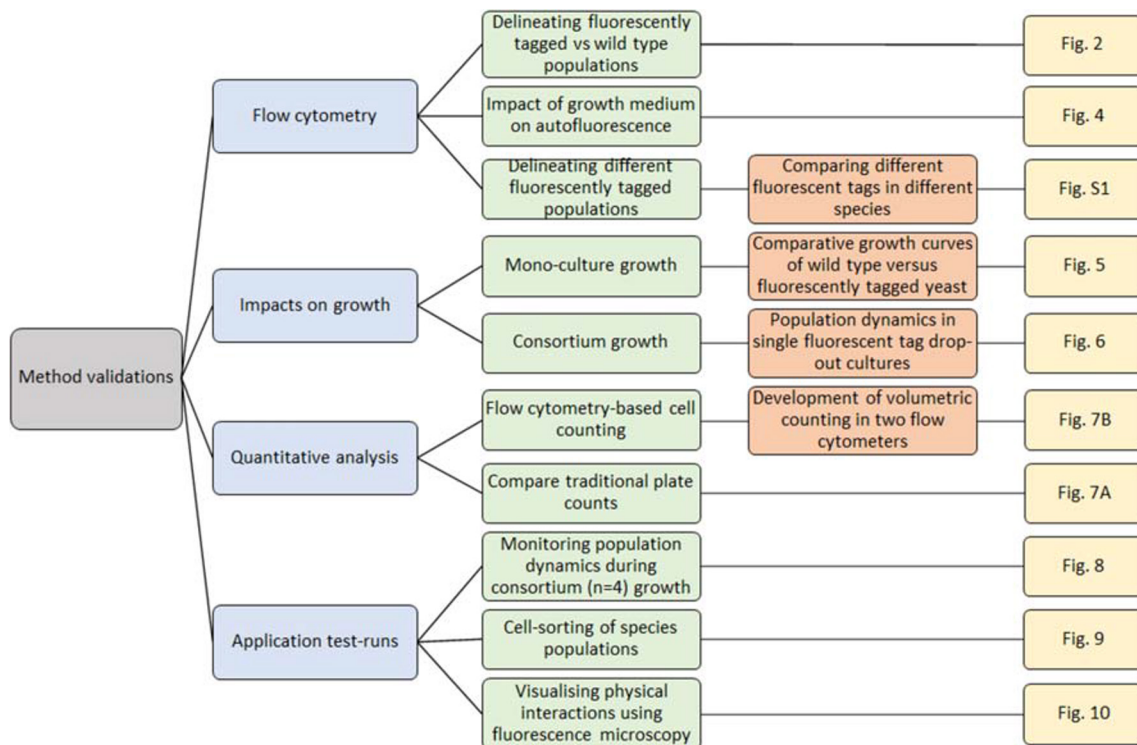 Delineating fluorescently
tagged vs wild type
populations
Fig. 2
Flow cytometry
Impact of growth medium
on autofluorescence
Fig. 4
Delineating different
fluorescently tagged
populations
Comparing different
fluorescent tags in different
species
Fig. S1
Mono-culture growth
Comparative growth curves
of wild type versus
fluorescently tagged yeast
Fig. 5
Impacts on growth
Consortium growth
Population dynamics in
single fluorescent tag drop-
out cultures
Fig. 6
Method validations
Flow cytometry-based cell
counting
Development of volumetric
counting in two flow
cytometers
Fig. 7B
Quantitative analysis
Compare traditional plate
counts
Fig. 7A
Monitoring population
dynamics during
consortium (n=4) growth
Fig. 8
Application test-runs
Cell-sorting of species
populations
Fig. 9
Visualising physical
interactions using
fluorescence microscopy
Fig. 10